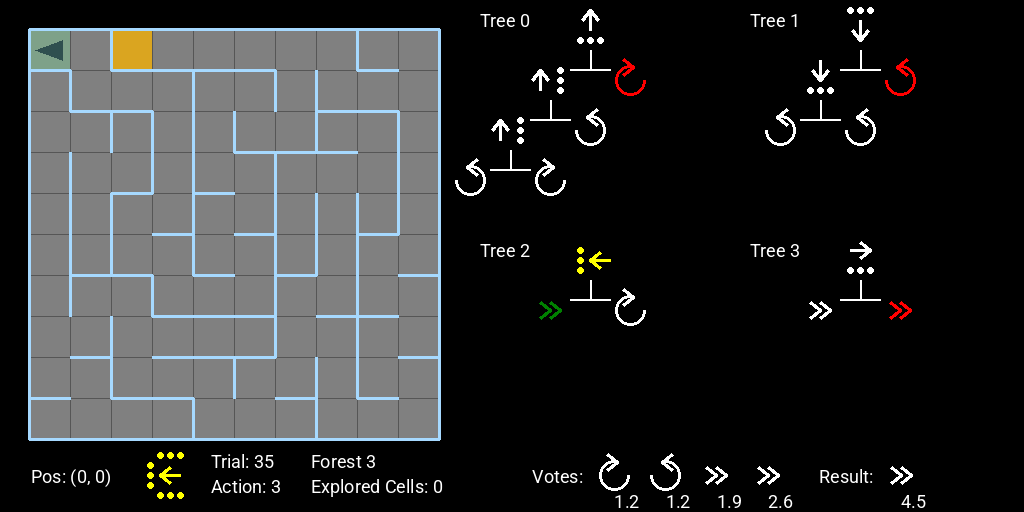 Tree 0
Tree 1
Tree 2
Tree 3
Pos: (0, 0)
Trial: 35
Forest 3
Action: 3
Explored Cells: 0
Votes:
1.2
1.2
1.9
2.6
Result:
4.5